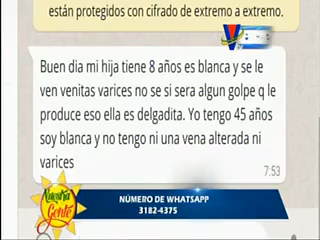 están protegidos con cifrado de extremo a extremo.
Buen dia mi hija tiene 8 años es blanca y se le
ven venitas varices no se si sera algun golpe q le
produce eso ella es delgadita. Yo tengo 45 años
soy blanca y no tengo ni una vena alterada ni
varices
7:53
NÚMERO DE WHATSAPP
3182-4375
Nuestra
Gente